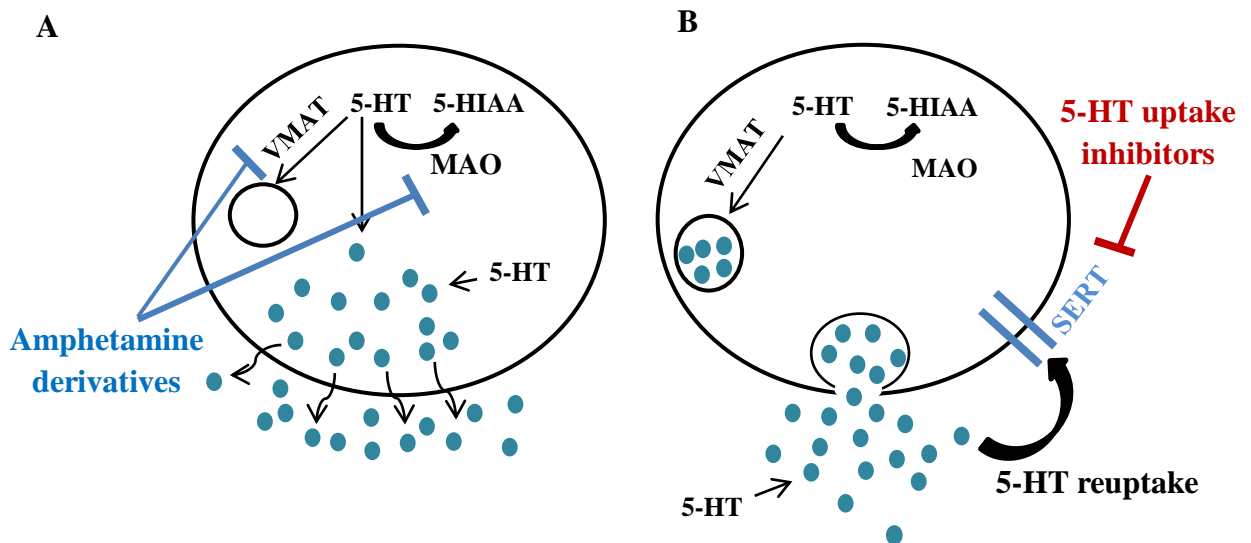 A
VMAT
5-HT 5-HIAA
MAO
5-HT
Amphetamine
derivatives
B
VMAT
5-HT 5-HIAA
MAO
5-HT uptake
inhibitors
SERT
5-HT reuptake
5-HT